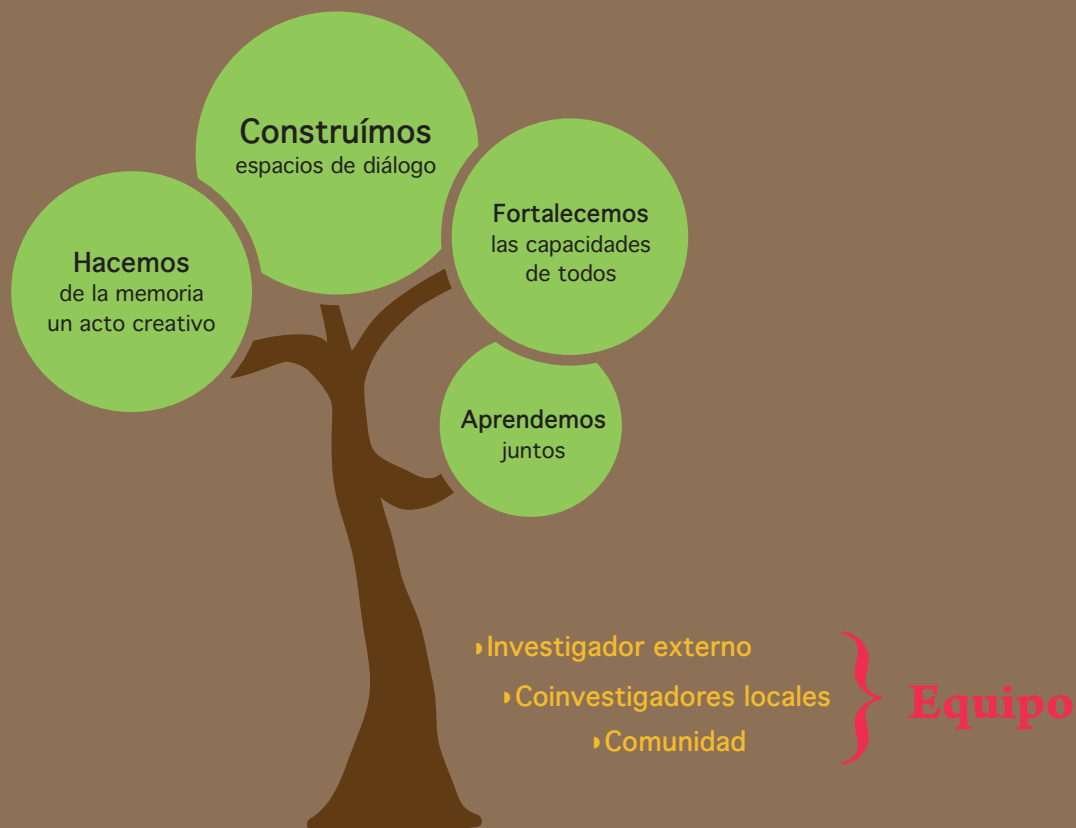 Construímos
espacios de diálogo
Fortalecemos
las capacidades
de todos
Hacemos
de la memoria
un acto creativo
Aprendemos
juntos
Investigador externo
Coinvestigadores locales
Comunidad
Equipo